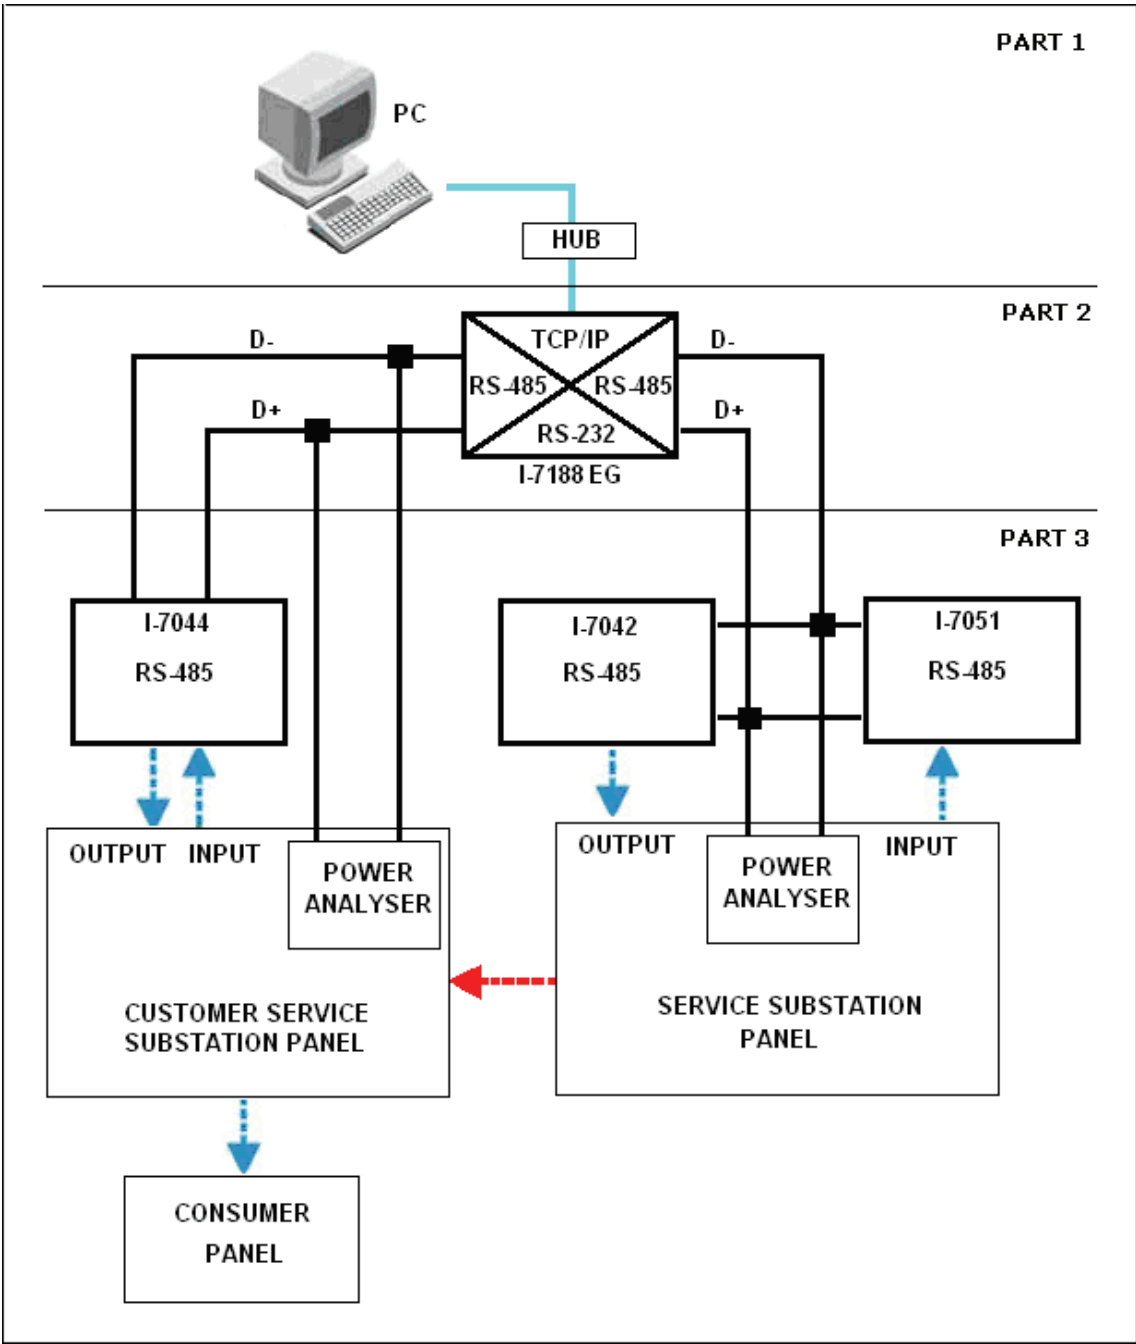 PART 1
PC
HUB
PART 2
D-
TCP/IP
D-
RS-485
RS-485
D+
D+
RS-232
I-7188 EG
PART 3
I-7044
RS-485
I-7042
RS-485
I-7051
RS-485
OUTPUT
INPUT
POWER
ANALYSER
OUTPUT
POWER
ANALYSER
INPUT
CUSTOMER SERVICE
SUBSTATION PANEL
SERVICE SUBSTATION
PANEL
CONSUMER
PANEL